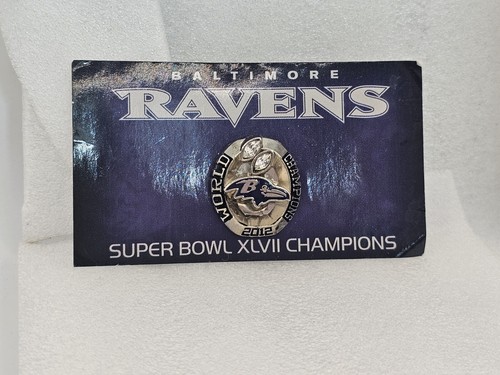 BALTIMORE
RAVENS
WORLD
CHAMPIONS
B
2012
SUPER BOWL XLVII CHAMPIONS